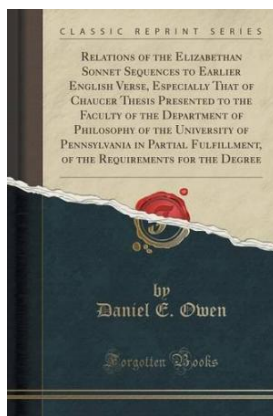 CLASSIC REPRINT SERIES
RELATIONS OF THE ELIZABETHAN
SONNET SEQUENCES TO EARLIER
ENGLISH VERSE, ESPECIALLY THAT OF
CHAUCER THESIS PRESENTED TO THE
FACULTY OF THE DEPARTMENT OF
PHILOSOPHY OF THE UNIVERSITY OF
PENNSYLVANIA IN PARTIAL FULFILLMENT,
OF THE REQUIREMENTS FOR THE DEGREE
by
Daniel E. Owen
Forgotten Books